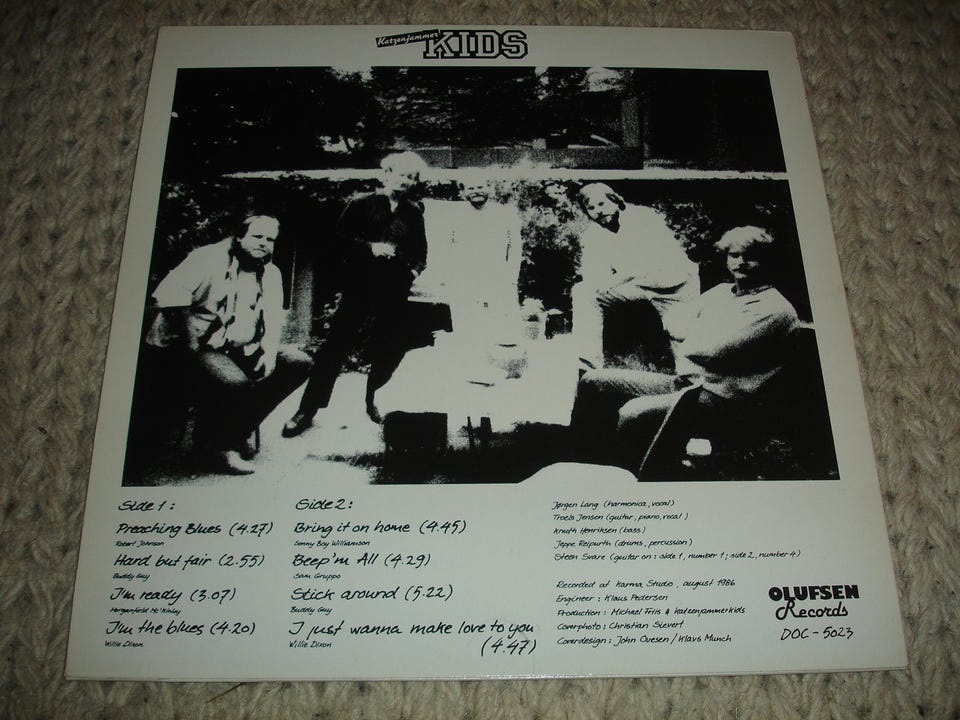 Katzenjammer KIDS
Side 1:
Preaching Blues (4.27)
Robert Johnson
Hard but fair (2.55)
Buddy Guy
I'm ready (3.07)
Morganfield Mc'Kinley
I'm the blues (4.20)
Willie Dixon
Side 2:
Bring it on home (4.45)
Sonny Boy Williamson
Beep'm All (4.29)
Sam Gruppo
Stick around (5.22)
Buddy Guy
I just wanna make love to you
(4.47)
Willie Dixon
Jørgen Lang (harmonica, vocal)
Troels Jensen (guitar, piano, vocal)
Knuth Henriksen (bass)
Jeppe Reipurth (drums, percussion)
Steen Svare (guitar on: side 1, number 1; side 2, number 4)
Recorded at Karma Studio, august 1986
Engineer: Klaus Pedersen
Production: Michael Friis & Katzenjammerkids
Coverphoto: Christian Sievert
Coverdesign: John Ovesen / Klavs Munch
OLUFSEN
Records
DOC-5023